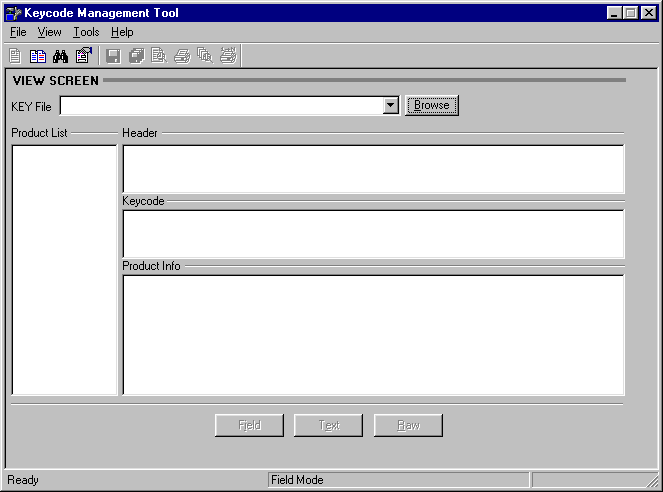 Keycode Management Tool
File View Tools Help
VIEW SCREEN
KEY File Browse
Product List Header
Keycode
Product Info
Field Text Raw
Ready Field Mode